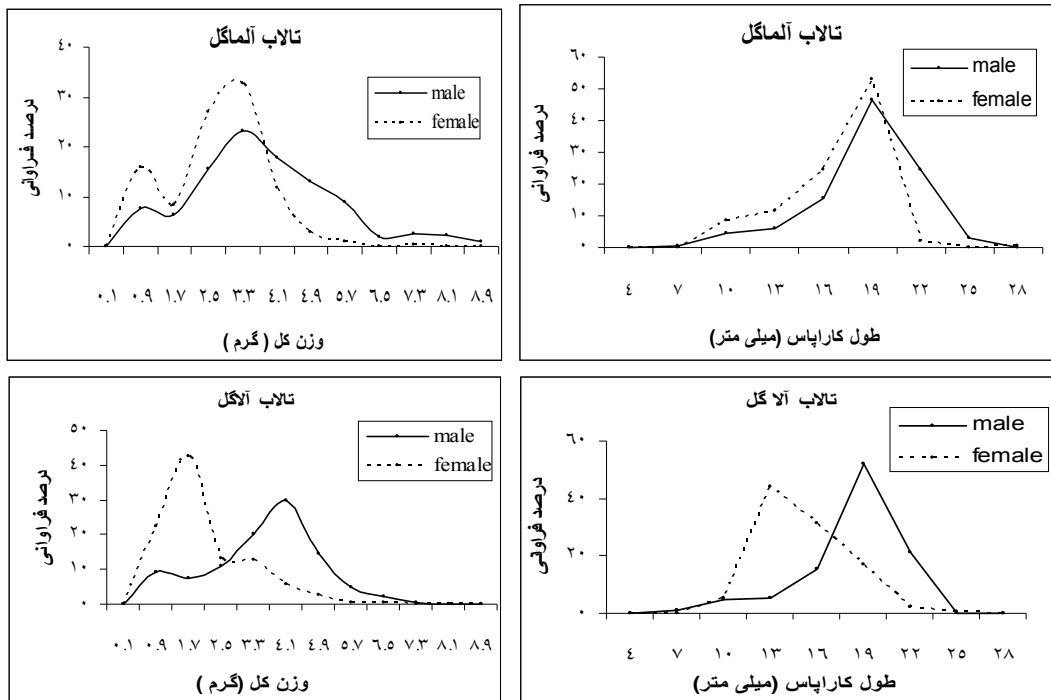 تالاب آلماگل
درصد فراوانی
٤٠
٣٠
٢٠
١٠
٠
male
female
٠.١ ٠.٩ ١.٧ ٢.٥ ٣.٣ ٤.١ ٤.٩ ٥.٧ ٦.٥ ٧.٣ ٨.١ ٨.٩
وزن کل ( گرم )
تالاب آلماگل
درصد فراوانی
٦٠
٥٠
٤٠
٣٠
٢٠
١٠
٠
male
female
٤ ٧ ١٠ ١٣ ١٦ ١٩ ٢٢ ٢٥ ٢٨
طول کاراپاس (میلی متر)
تالاب آلاگل
درصد فراوانی
٥٠
٤٠
٣٠
٢٠
١٠
٠
male
female
٠.١ ٠.٩ ١.٧ ٢.٥ ٣.٣ ٤.١ ٤.٩ ٥.٧ ٦.٥ ٧.٣ ٨.١ ٨.٩
وزن کل (گرم )
تالاب آلا گل
درصد فراوانی
٦٠
٤٠
٢٠
٠
male
female
٤ ٧ ١٠ ١٣ ١٦ ١٩ ٢٢ ٢٥ ٢٨
طول کاراپاس (میلی متر)